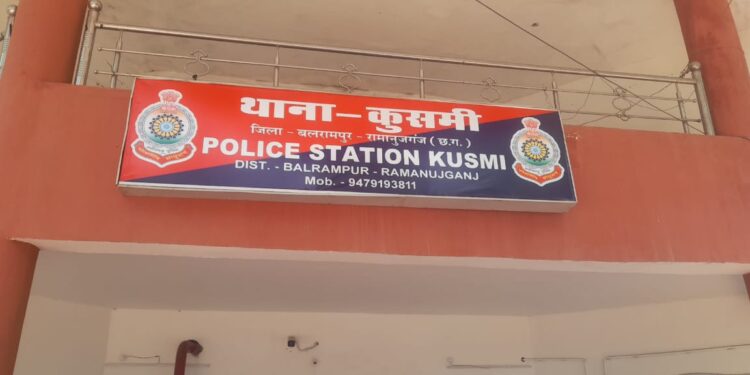 थाना – कुसमी
जिला – बलरामपुर – रामानुजगंज (छ.ग.)
POLICE STATION KUSMI
DIST. - BALRAMPUR - RAMANUJGANJ
Mob. - 9479193811